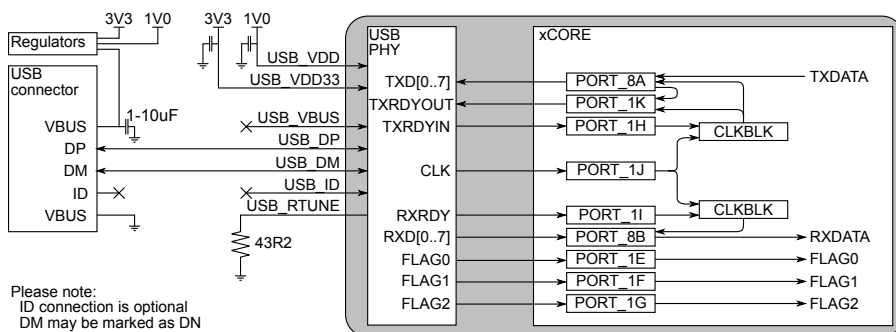 3V3 1V0 3V3 1V0
Regulators
USB connector
VBUS
1-10uF
DP
DM
ID
VBUS
USB_VDD
USB_VDD33
USB_VBUS
USB_DP
USB_DM
USB_ID
USB_RTUNE
43R2
USB PHY
TXD[0..7]
TXRDYOUT
TXRDYIN
CLK
RXRDY
RXD[0..7]
FLAG0
FLAG1
FLAG2
xCORE
PORT_8A
PORT_1K
PORT_1H
PORT_1J
PORT_1I
PORT_8B
PORT_1E
PORT_1F
PORT_1G
CLKBLK
CLKBLK
TXDATA
RXDATA
FLAG0
FLAG1
FLAG2
Please note:
ID connection is optional
DM may be marked as DN